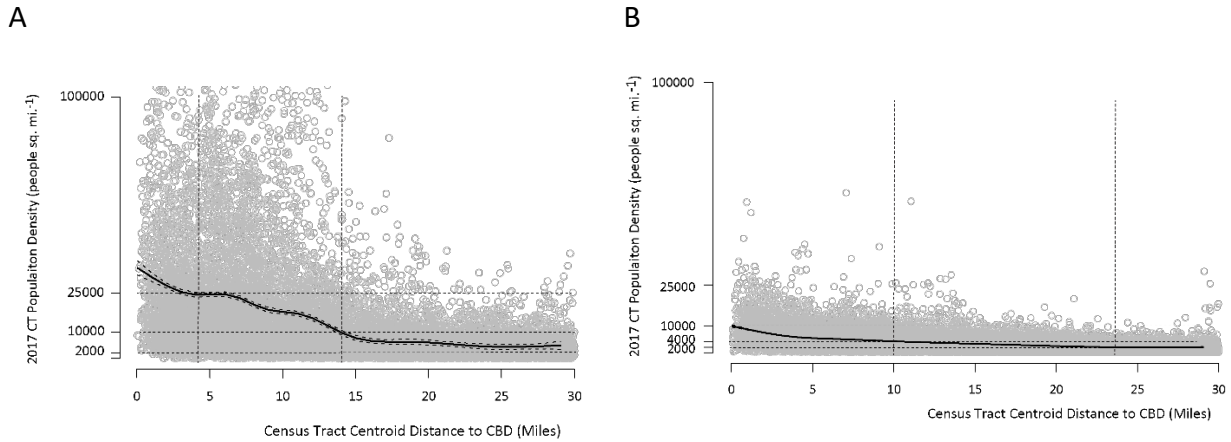 A
2017 CT Populaiton Density (people sq. mi.-1)
100000
25000
10000
2000
0 5 10 15 20 25 30
Census Tract Centroid Distance to CBD (Miles)
B
2017 CT Populaiton Density (people sq. mi.-1)
100000
25000
10000
4000
2000
0 5 10 15 20 25 30
Census Tract Centroid Distance to CBD (Miles)